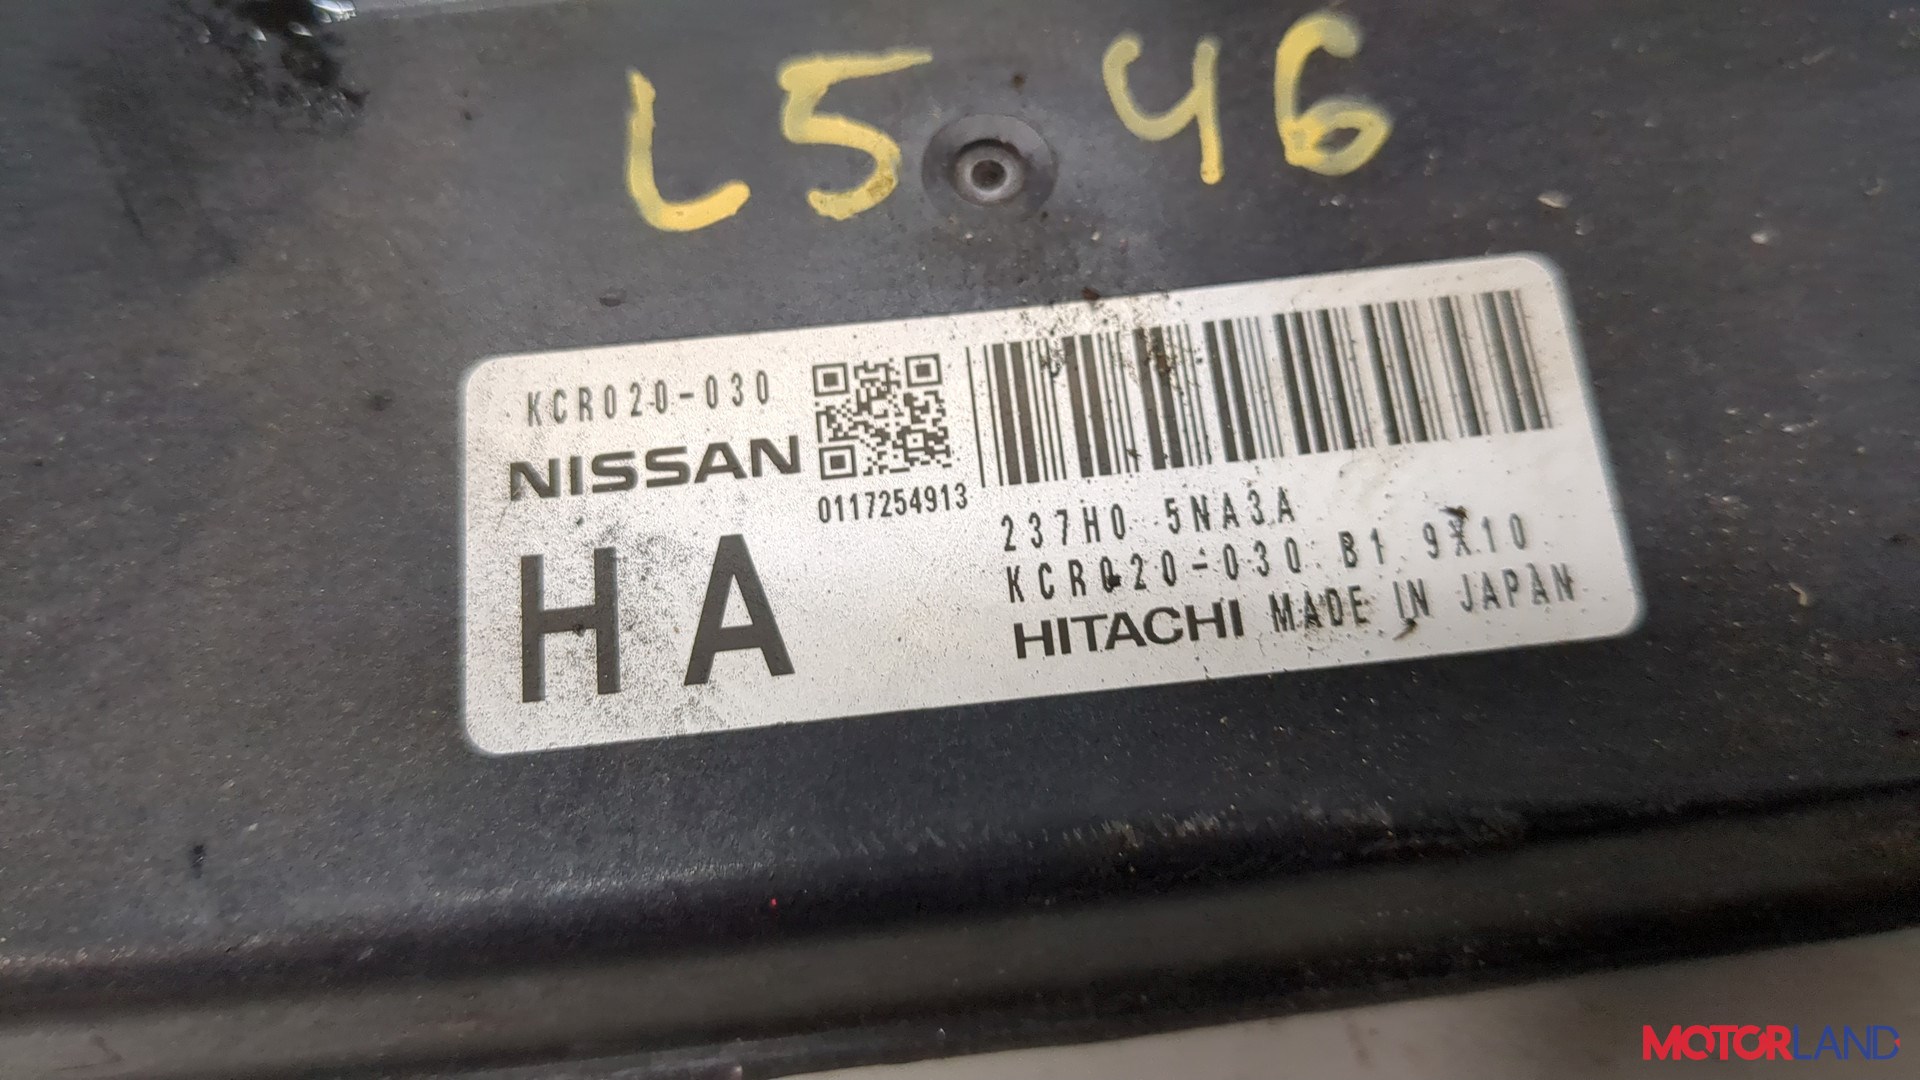 L5 46
KCR020-030
NISSAN
0117254913
HA
237H0 5NA3A
KCR020-030 B1 9X10
HITACHI MADE IN JAPAN
MOTORLAND